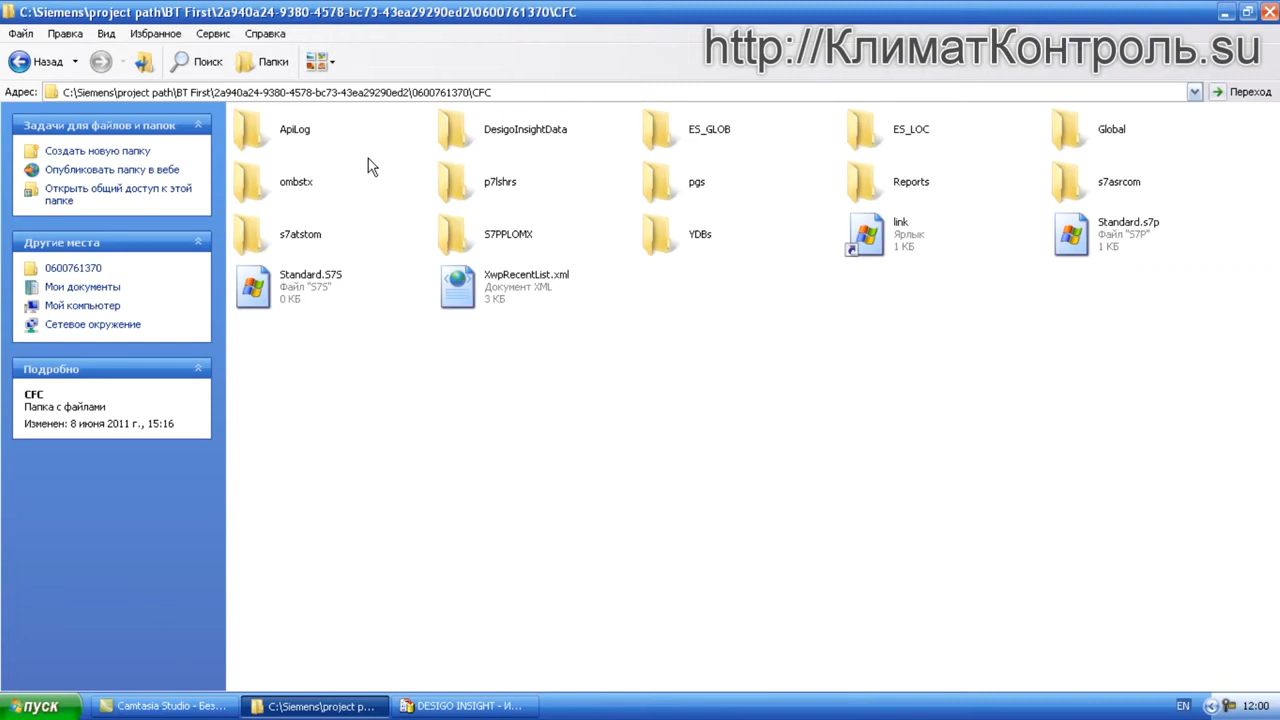 C:\Siemens\project path\BT First\2a940a24-9380-4578-bc73-43ea29290ed2\0600761370\CFC
Файл Правка Вид Избранное Сервис Справка
http://КлиматКонтроль.su
Назад Поиск Папки
Адрес: C:\Siemens\project path\BT First\2a940a24-9380-4578-bc73-43ea29290ed2\0600761370\CFC Переход
Задачи для файлов и папок
Создать новую папку
Опубликовать папку в вебе
Открыть общий доступ к этой
папке
Другие места
0600761370
Мои документы
Мой компьютер
Сетевое окружение
Подробно
CFC
Папка с файлами
Изменен: 8 июня 2011 г., 15:16
ApiLog DesigoInsightData ES_GLOB ES_LOC Global
ombstx p7lshrs pgs Reports s7asrcom
s7atstom S7PPLOMX YDBs
link
Ярлык
1 КБ
Standard.s7p
Файл "S7P"
1 КБ
Standard.S7S
Файл "S7S"
0 КБ
XwpRecentList.xml
Документ XML
3 КБ
пуск Camtasia Studio - Без... C:\Siemens\project p... DESIGO INSIGHT - И... EN 12:00